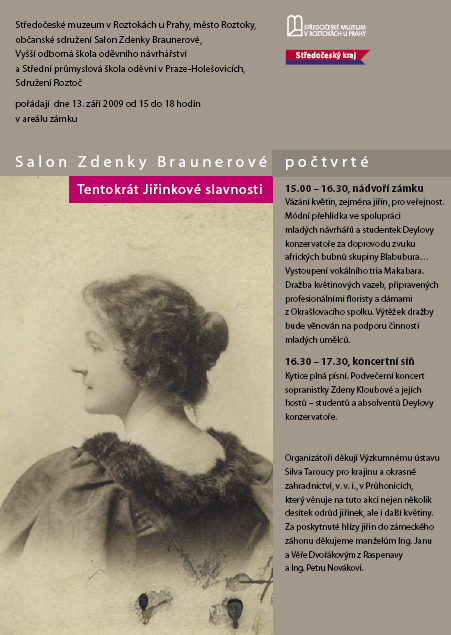 Středočeské muzeum v Roztokách u Prahy, město Roztoky,
občanské sdružení Salon Zdenky Braunerové,
Vyšší odborná škola oděvního návrhářství
a Střední průmyslová škola oděvní v Praze-Holešovicích,
Sdružení Roztoč
pořádají dne 13. září 2009 od 15 do 18 hodin
v areálu zámku
STŘEDOČESKÉ MUZEUM
V ROZTOKÁCH U PRAHY
Středočeský kraj
Salon Zdenky Braunerové počtvrté
Tentokrát Jiřinkové slavnosti
15.00 – 16.30, nádvoří zámku
Vázání květin, zejména jiřin, pro veřejnost.
Módní přehlídka ve spolupráci
mladých návrhářů a studentek Deylovy
konzervatoře za doprovodu zvuku
afrických bubnů skupiny Blabubura…
Vystoupení vokálního tria Makabara.
Dražba květinových vazeb, připravených
profesionálními floristy a dámami
z Okrašlovacího spolku. Výtěžek dražby
bude věnován na podporu činnosti
mladých umělců.
16.30 – 17.30, koncertní síň
Kytice plná písní. Podvečerní koncert
sopranistky Zdeny Kloubové a jejích
hostů – studentů a absolventů Deylovy
konzervatoře.
Organizátoři děkují Výzkumnému ústavu
Silva Taroucy pro krajinu a okrasné
zahradnictví, v. v. i., v Průhonicích,
který věnuje na tuto akci nejen několik
desítek odrůd jiřinek, ale i další květiny.
Za poskytnuté hlízy jiřin do zámeckého
záhonu děkujeme manželům Ing. Janu
a Věře Dvořákovým z Raspenavy
a Ing. Petru Novákovi.